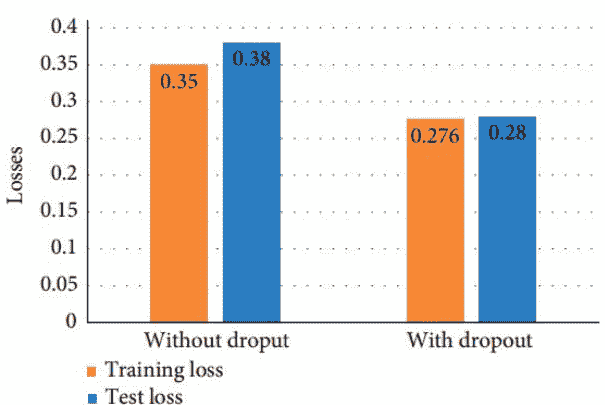 0.4
0.35
0.3
0.25
0.2
0.15
0.1
0.05
0
Losses
0.35
0.38
0.276
0.28
Without droput
With dropout
Training loss
Test loss